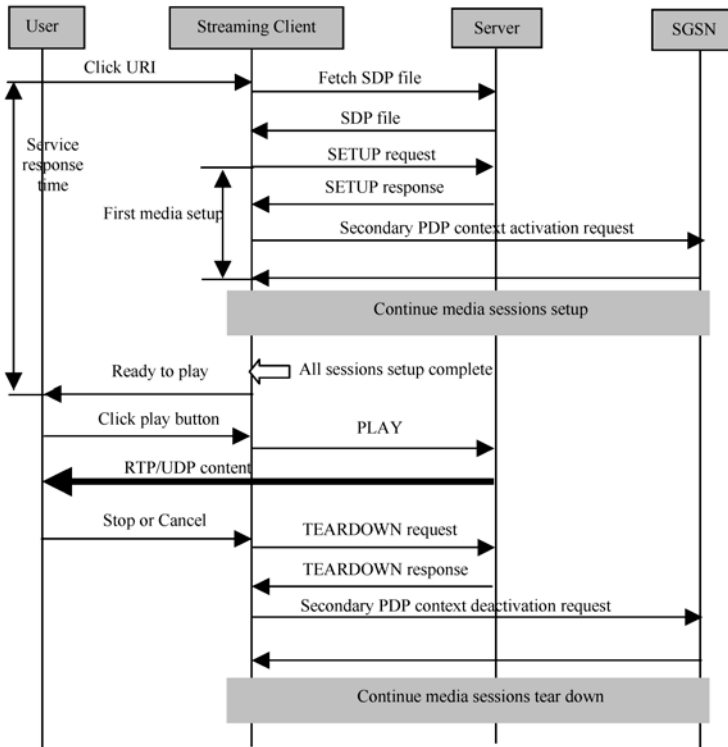 User
Streaming Client
Server
SGSN
Click URI
Fetch SDP file
SDP file
Service
response
time
SETUP request
SETUP response
First media setup
Secondary PDP context activation request
Continue media sessions setup
Ready to play
All sessions setup complete
Click play button
PLAY
RTP/UDP content
Stop or Cancel
TEARDOWN request
TEARDOWN response
Secondary PDP context deactivation request
Continue media sessions tear down